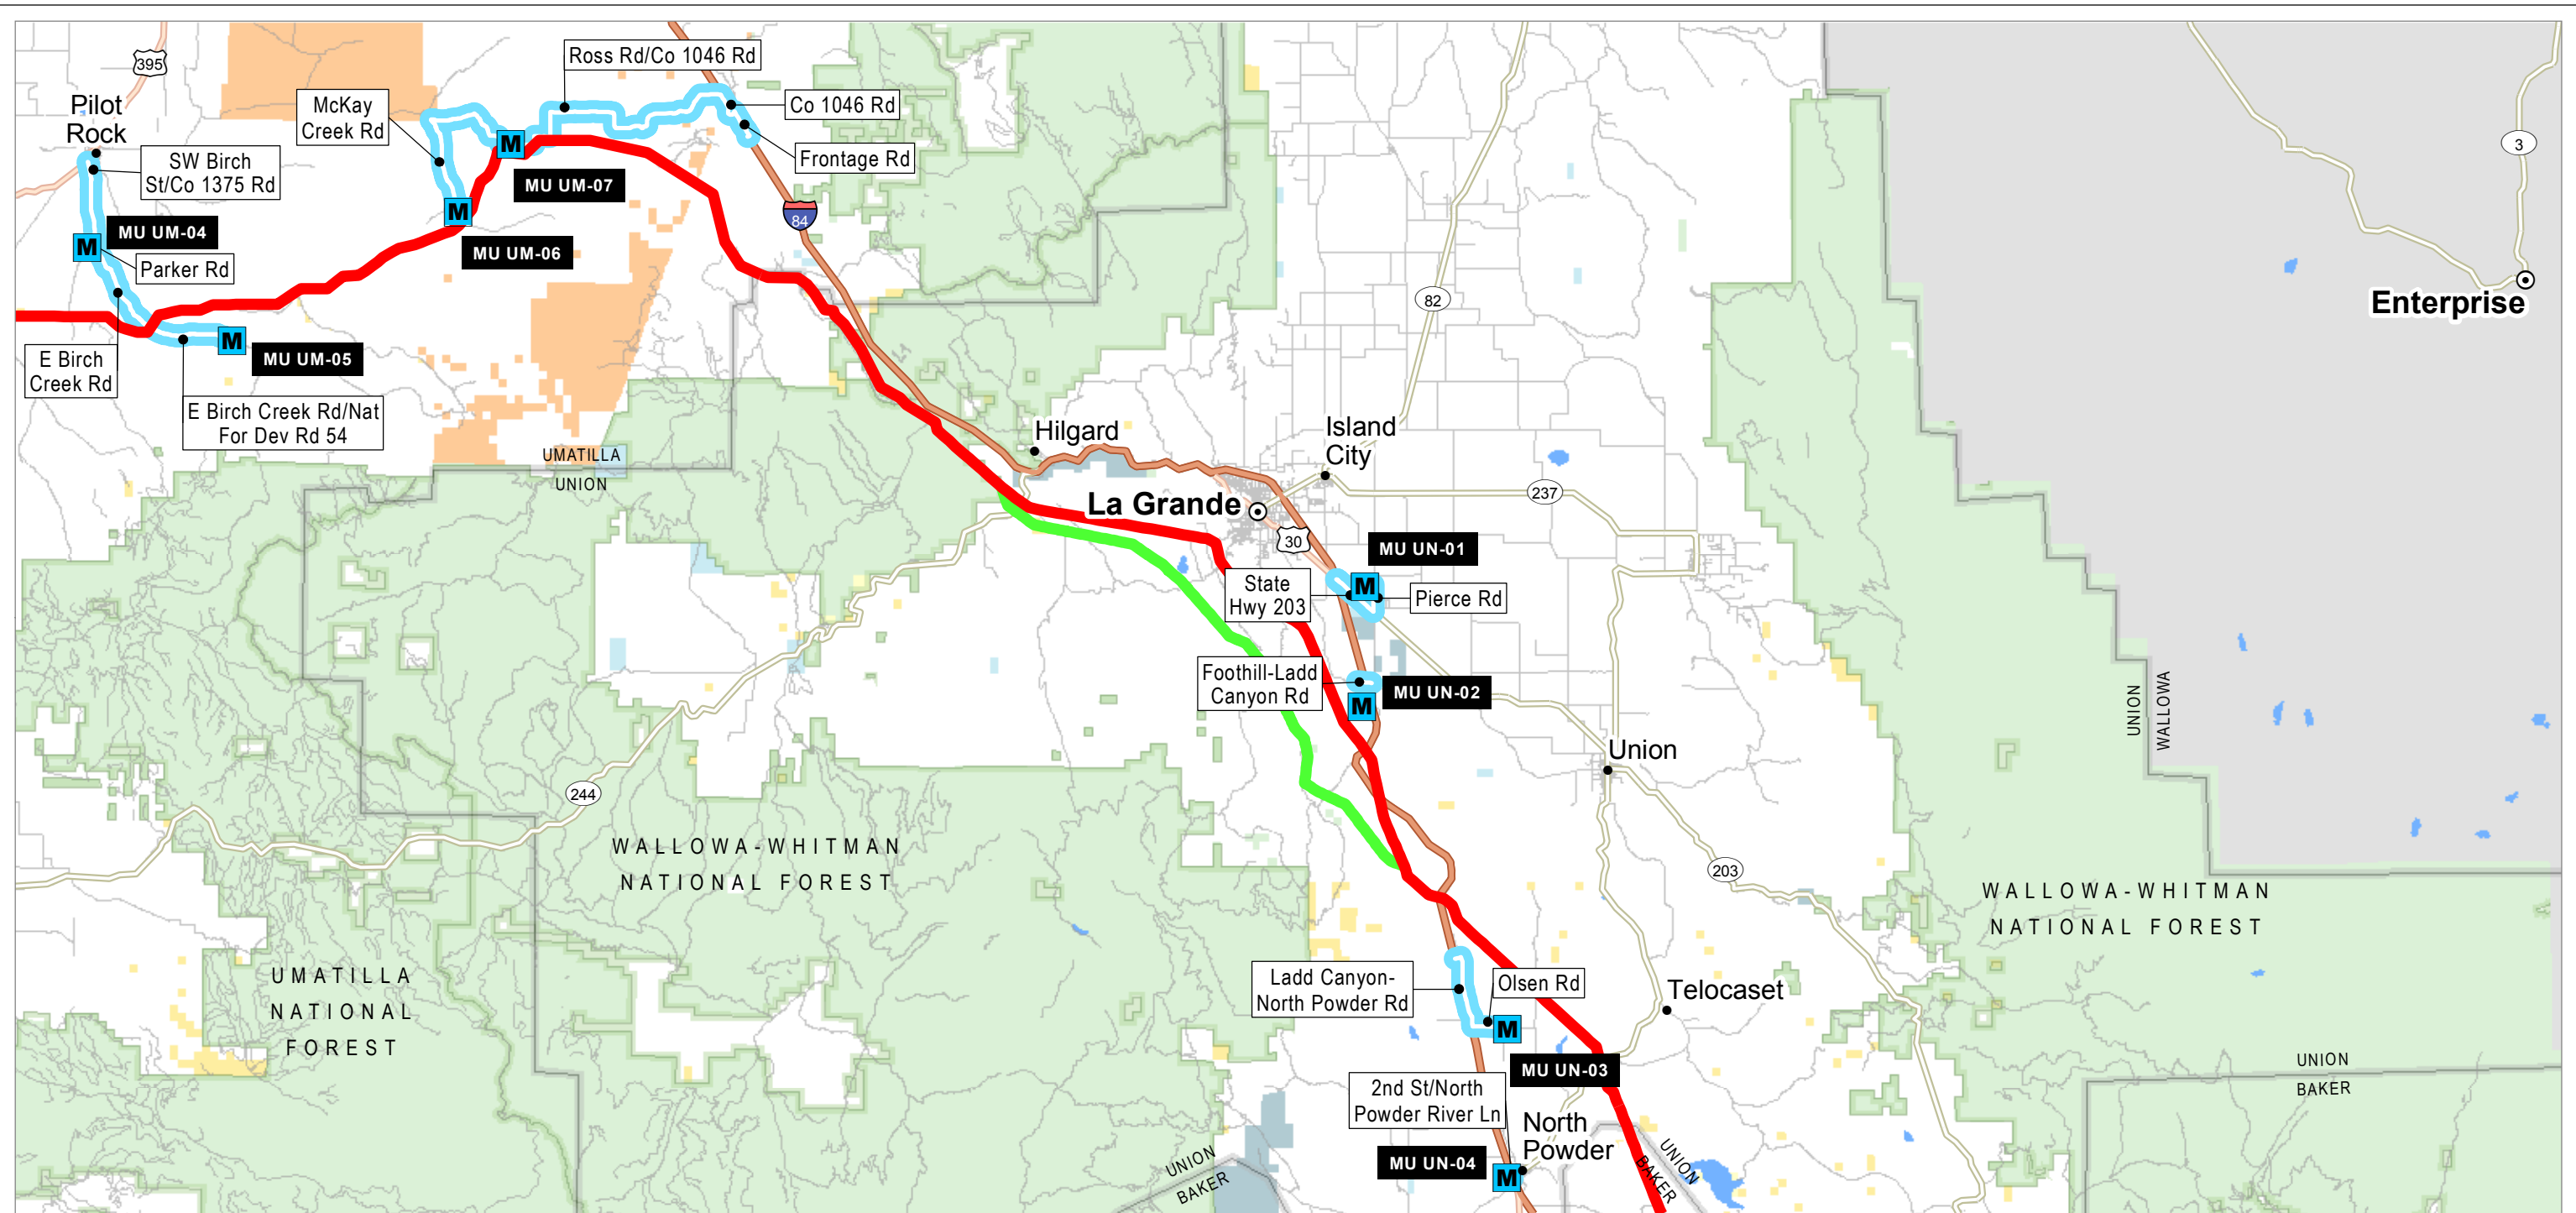 395
Pilot
Rock
McKay
Creek Rd
Ross Rd/Co 1046 Rd
Co 1046 Rd
Frontage Rd
SW Birch
St/Co 1375 Rd
M
MU UM-07
84
3
M
MU UM-04
M
MU UM-06
Parker Rd
Enterprise
82
M
MU UM-05
E Birch
Creek Rd
E Birch Creek Rd/Nat
For Dev Rd 54
UMATILLA
UNION
Hilgard
Island
City
La Grande
237
30
MU UN-01
M
State
Hwy 203
Pierce Rd
Foothill-Ladd
Canyon Rd
M
MU UN-02
UNION
WALLOWA
Union
244
WALLOWA-WHITMAN
NATIONAL FOREST
203
WALLOWA-WHITMAN
NATIONAL FOREST
UMATILLA
NATIONAL
FOREST
Ladd Canyon-
North Powder Rd
Olsen Rd
Telocaset
M
MU UN-03
UNION
BAKER
2nd St/North
Powder River Ln
North
Powder
MU UN-04
M
UNION
BAKER
UNION
BAKER